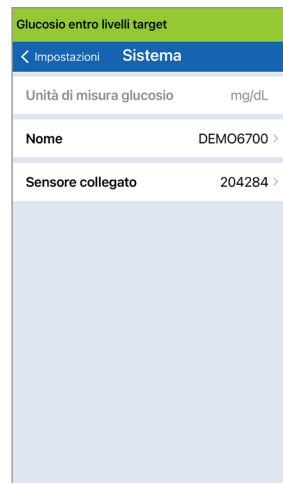 Glucosio entro livelli target
Impostazioni Sistema
Unità di misura glucosio mg/dL
Nome DEMO6700
Sensore collegato 204284